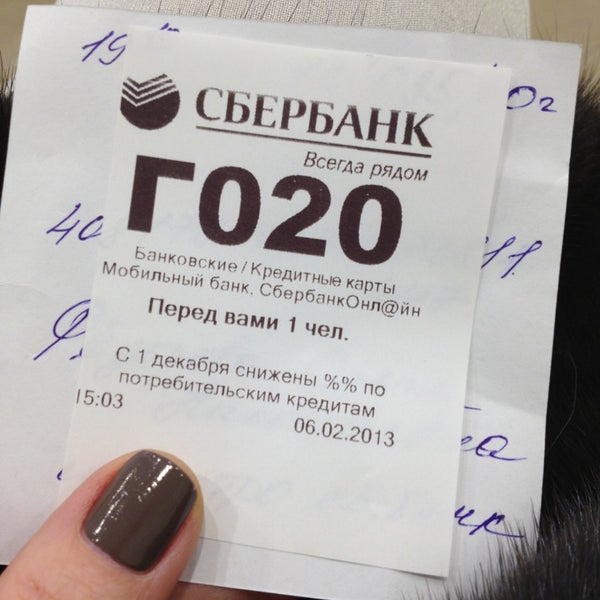 СБЕРБАНК
Всегда рядом
Г020
Банковские / Кредитные карты
Мобильный банк, СбербанкОнл@йн
Перед вами 1 чел.
С 1 декабря снижены %% по
потребительским кредитам
15:03
06.02.2013